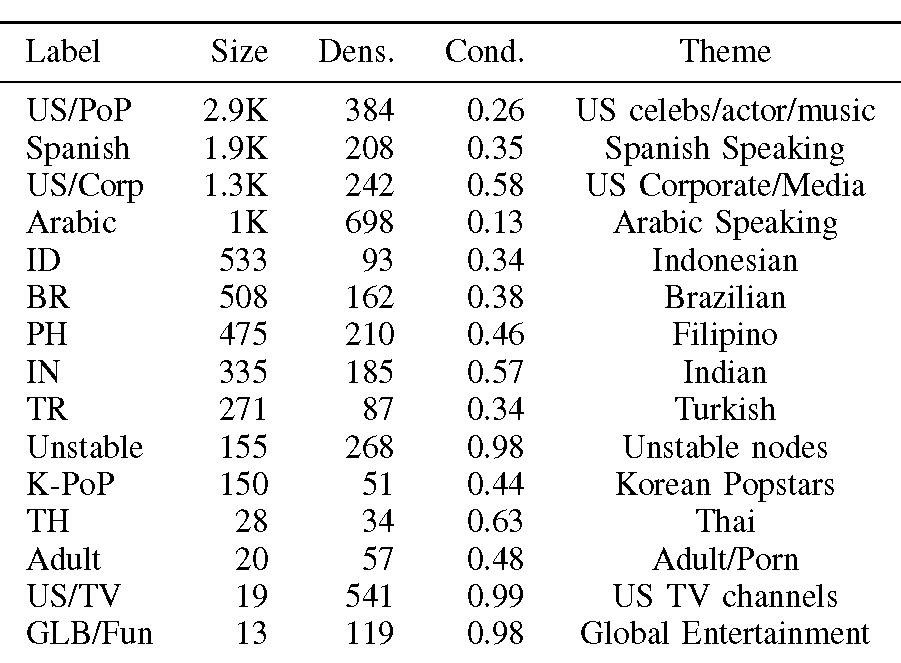 Label Size Dens. Cond. Theme
US/PoP 2.9K 384 0.26 US celebs/actor/music
Spanish 1.9K 208 0.35 Spanish Speaking
US/Corp 1.3K 242 0.58 US Corporate/Media
Arabic 1K 698 0.13 Arabic Speaking
ID 533 93 0.34 Indonesian
BR 508 162 0.38 Brazilian
PH 475 210 0.46 Filipino
IN 335 185 0.57 Indian
TR 271 87 0.34 Turkish
Unstable 155 268 0.98 Unstable nodes
K-PoP 150 51 0.44 Korean Popstars
TH 28 34 0.63 Thai
Adult 20 57 0.48 Adult/Porn
US/TV 19 541 0.99 US TV channels
GLB/Fun 13 119 0.98 Global Entertainment